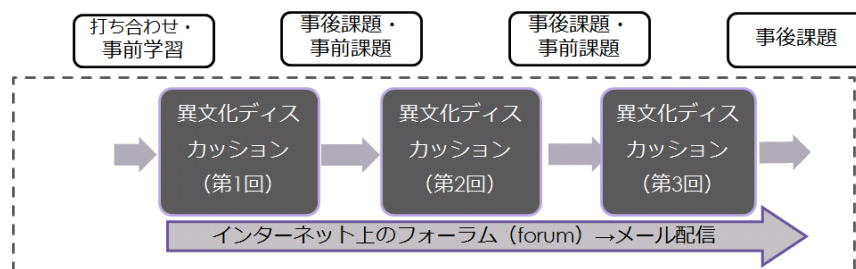 打ち合わせ・
事前学習
事後課題・
事前課題
事後課題・
事前課題
事後課題
異文化ディス
カッション
（第1回）
異文化ディス
カッション
（第2回）
異文化ディス
カッション
（第3回）
インターネット上のフォーラム（forum）→メール配信